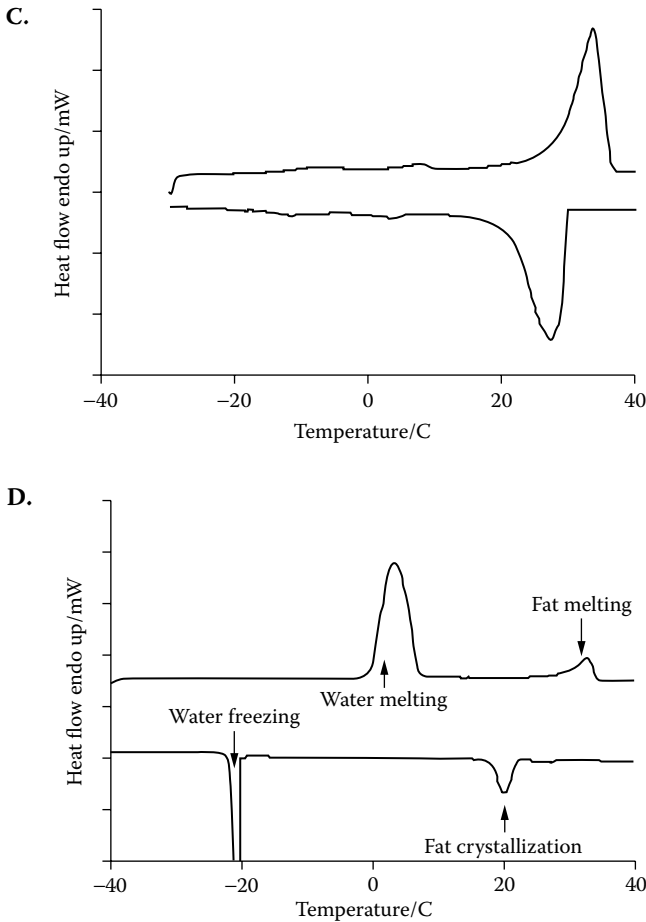 C.
Heat flow endo up/mW
−40 −20 0 20 40
Temperature/C
D.
Heat flow endo up/mW
Fat melting
Water melting
Water freezing
Fat crystallization
−40 −20 0 20 40
Temperature/C